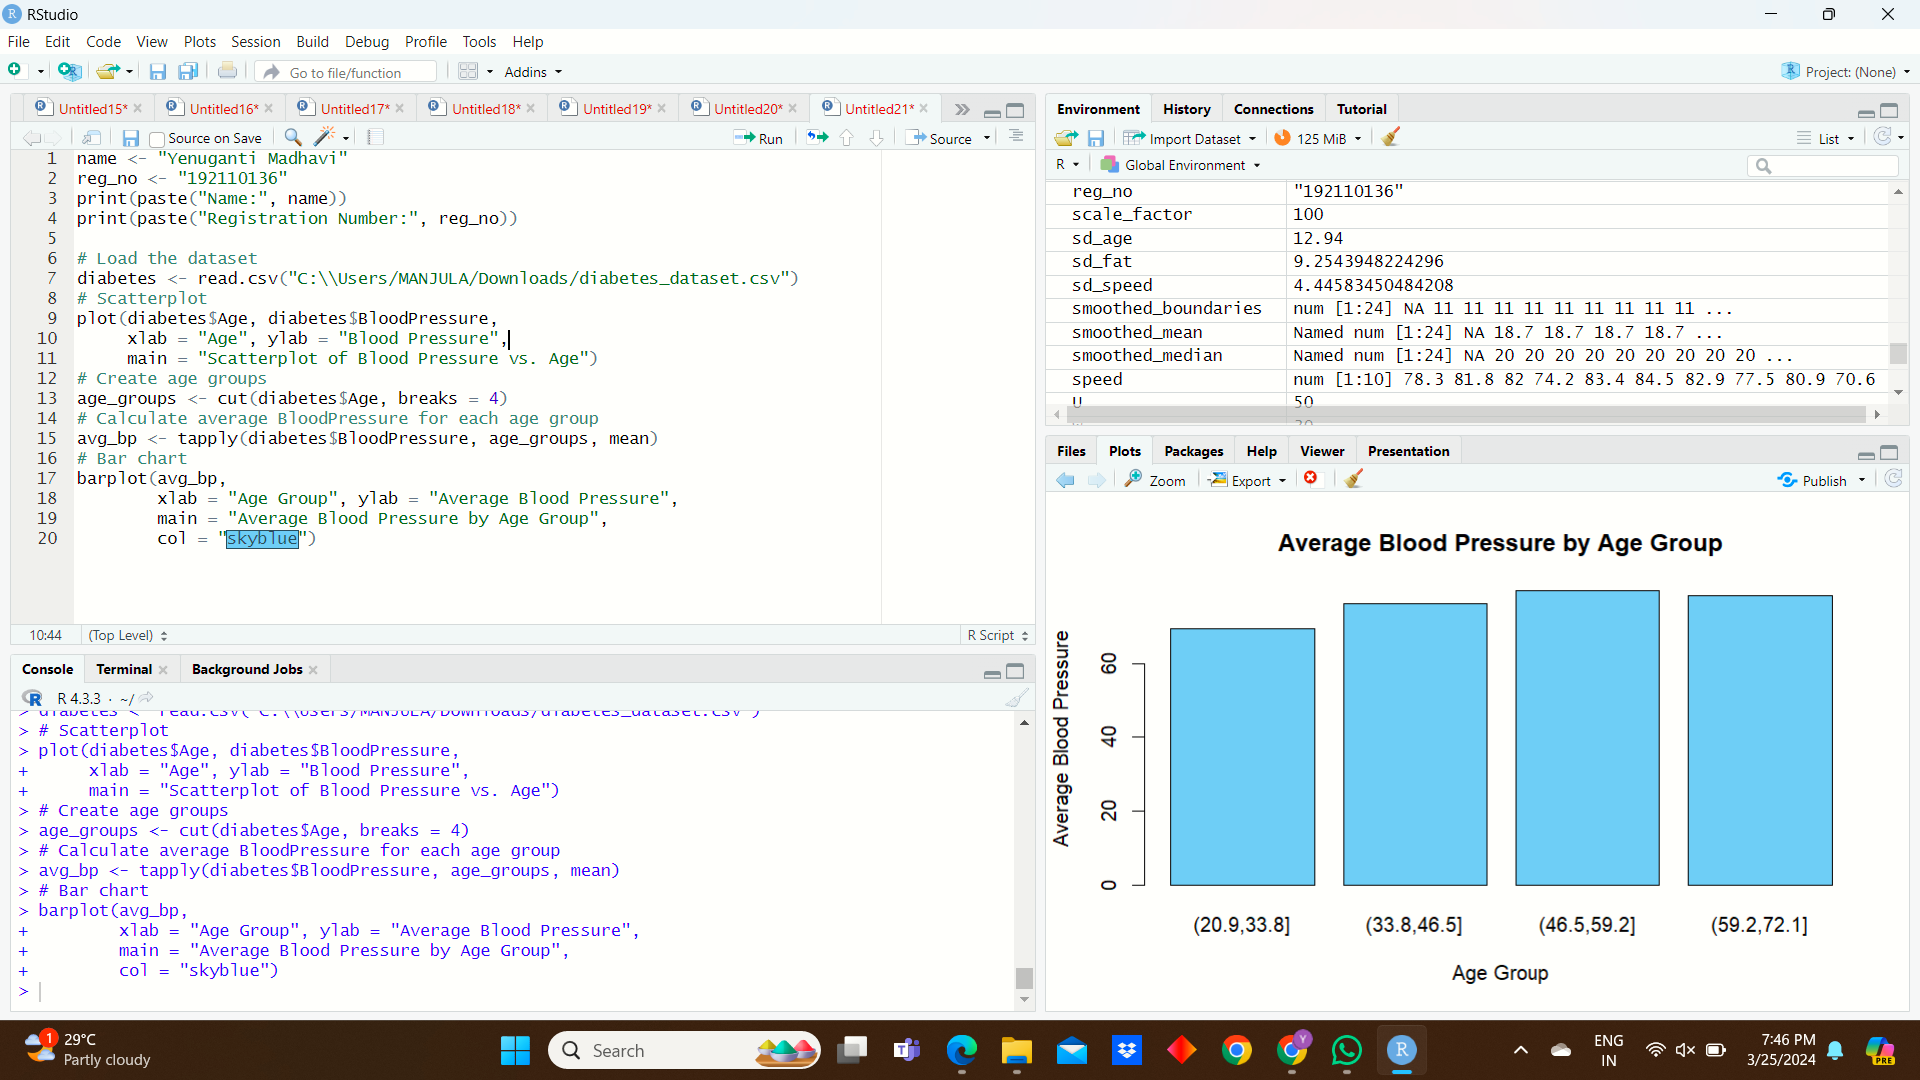 RStudio
File Edit Code View Plots Session Build Debug Profile Tools Help
Go to file/function Addins Project: (None)
Untitled15* Untitled16* Untitled17* Untitled18* Untitled19* Untitled20* Untitled21*
Source on Save Run Source
1 name <- "Yenuganti Madhavi"
2 reg_no <- "192110136"
3 print(paste("Name:", name))
4 print(paste("Registration Number:", reg_no))
5
6 # Load the dataset
7 diabetes <- read.csv("C:\\Users/MANJULA/Downloads/diabetes_dataset.csv")
8 # Scatterplot
9 plot(diabetes$Age, diabetes$BloodPressure,
10 xlab = "Age", ylab = "Blood Pressure",
11 main = "Scatterplot of Blood Pressure vs. Age")
12 # Create age groups
13 age_groups <- cut(diabetes$Age, breaks = 4)
14 # Calculate average BloodPressure for each age group
15 avg_bp <- tapply(diabetes$BloodPressure, age_groups, mean)
16 # Bar chart
17 barplot(avg_bp,
18 xlab = "Age Group", ylab = "Average Blood Pressure",
19 main = "Average Blood Pressure by Age Group",
20 col = "skyblue")
10:44 (Top Level) R Script
Console Terminal Background Jobs
R 4.3.3 · ~/
> diabetes <- read.csv("C:\\Users/MANJULA/Downloads/diabetes_dataset.csv")
> # Scatterplot
> plot(diabetes$Age, diabetes$BloodPressure,
+ xlab = "Age", ylab = "Blood Pressure",
+ main = "Scatterplot of Blood Pressure vs. Age")
> # Create age groups
> age_groups <- cut(diabetes$Age, breaks = 4)
> # Calculate average BloodPressure for each age group
> avg_bp <- tapply(diabetes$BloodPressure, age_groups, mean)
> # Bar chart
> barplot(avg_bp,
+ xlab = "Age Group", ylab = "Average Blood Pressure",
+ main = "Average Blood Pressure by Age Group",
+ col = "skyblue")
>
Environment History Connections Tutorial
Import Dataset 125 MiB List
R Global Environment
reg_no "192110136"
scale_factor 100
sd_age 12.94
sd_fat 9.2543948224296
sd_speed 4.44583450484208
smoothed_boundaries num [1:24] NA 11 11 11 11 11 11 11 11 11 ...
smoothed_mean Named num [1:24] NA 18.7 18.7 18.7 18.7 ...
smoothed_median Named num [1:24] NA 20 20 20 20 20 20 20 20 20 ...
speed num [1:10] 78.3 81.8 82 74.2 83.4 84.5 82.9 77.5 80.9 70.6
50
Files Plots Packages Help Viewer Presentation
Zoom Export Publish
Average Blood Pressure by Age Group
Average Blood Pressure
60
40
20
0
(20.9,33.8] (33.8,46.5] (46.5,59.2] (59.2,72.1]
Age Group
1
29°C
Partly cloudy
Search
Y
R
ENG
IN
7:46 PM
3/25/2024
PRE